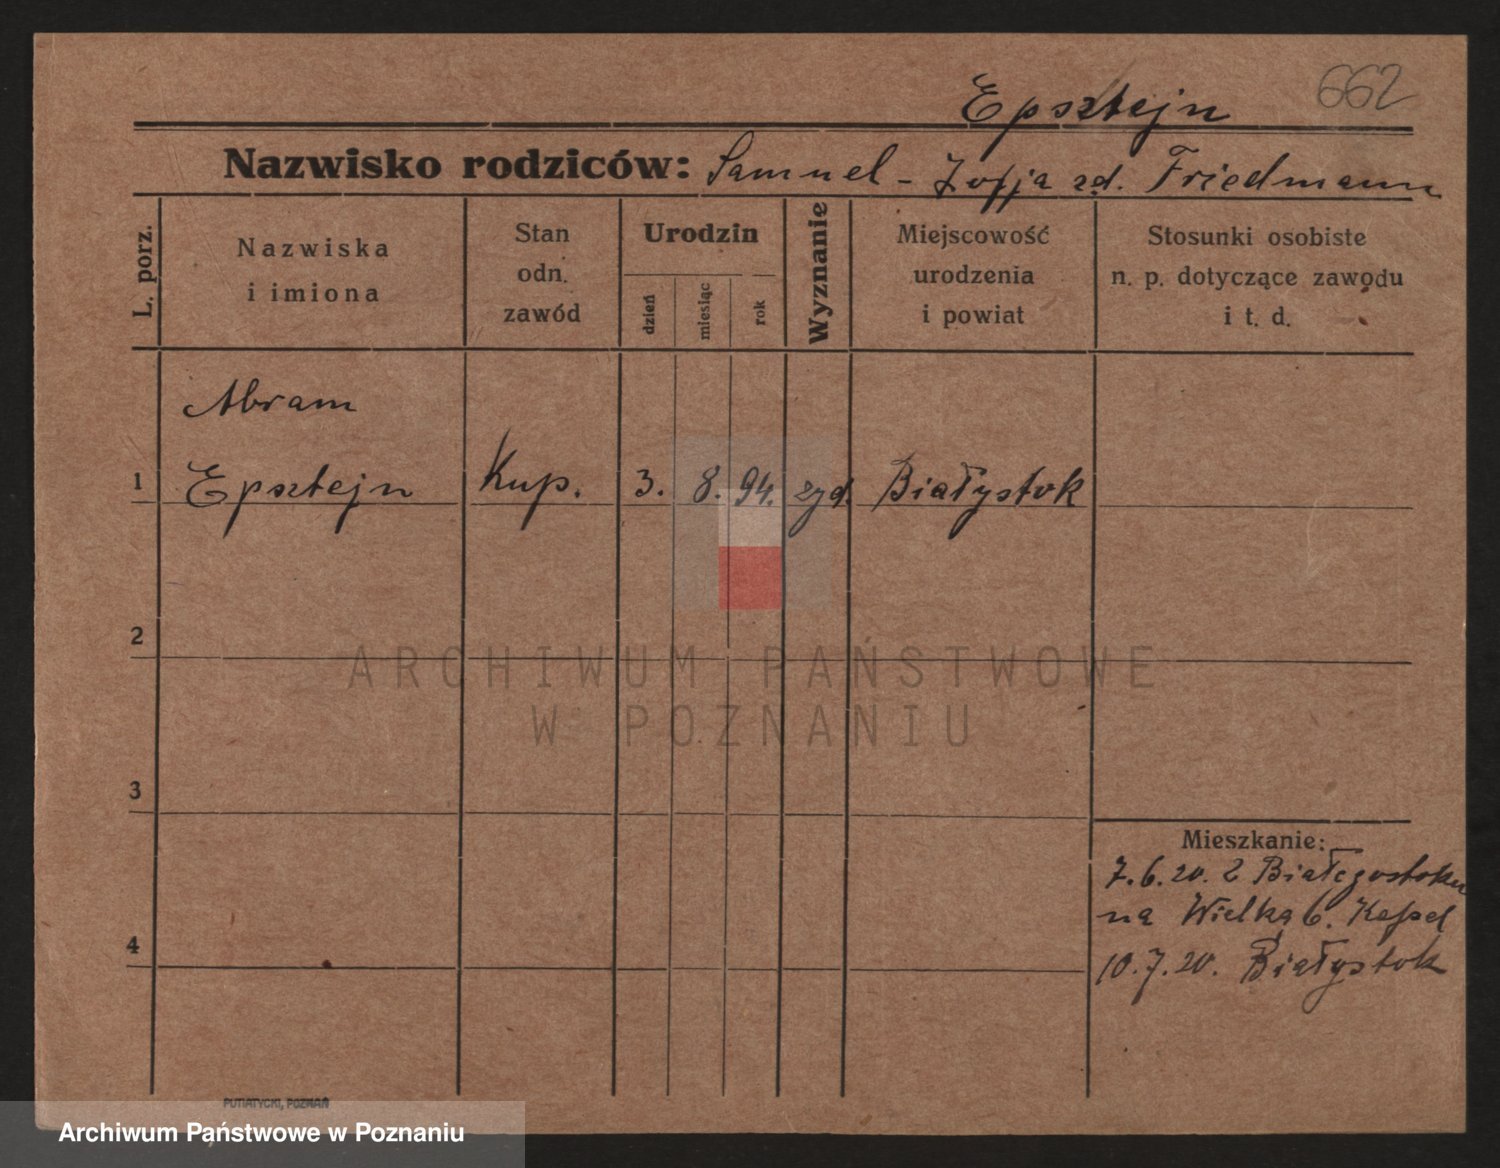 662
Epsztejn
Nazwisko rodziców: Samuel - Zofja zd. Friedmann
L. porz.
Nazwiska
i imiona
Stan
odn.
zawód
Urodzin
dzień
miesiąc
rok
Wyznanie
Miejscowość
urodzenia
i powiat
Stosunki osobiste
n. p. dotyczące zawodu
i t. d.
Abram
1 Epsztejn Kup. 3. 8. 94. żyd. Białystok
2
ARCHIWUM PAŃSTWOWE
W POZNANIU
3
Mieszkanie:
7.6.20. z Białegostoku
na Wielka 6.
4
10.7.20. Białystok
PUTIATYCKI, POZNAŃ
Archiwum Państwowe w Poznaniu